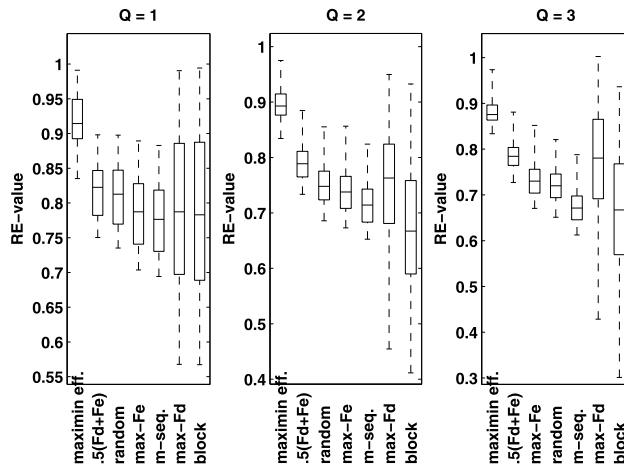 Q = 1
RE-value
1
0.95
0.9
0.85
0.8
0.75
0.7
0.65
0.6
0.55
maximin eff.
.5(Fd+Fe)
random
max-Fe
m-seq.
max-Fd
block
Q = 2
RE-value
1
0.9
0.8
0.7
0.6
0.5
0.4
maximin eff.
.5(Fd+Fe)
random
max-Fe
m-seq.
max-Fd
block
Q = 3
RE-value
1
0.9
0.8
0.7
0.6
0.5
0.4
0.3
maximin eff.
.5(Fd+Fe)
max-Fe
random
m-seq.
max-Fd
block